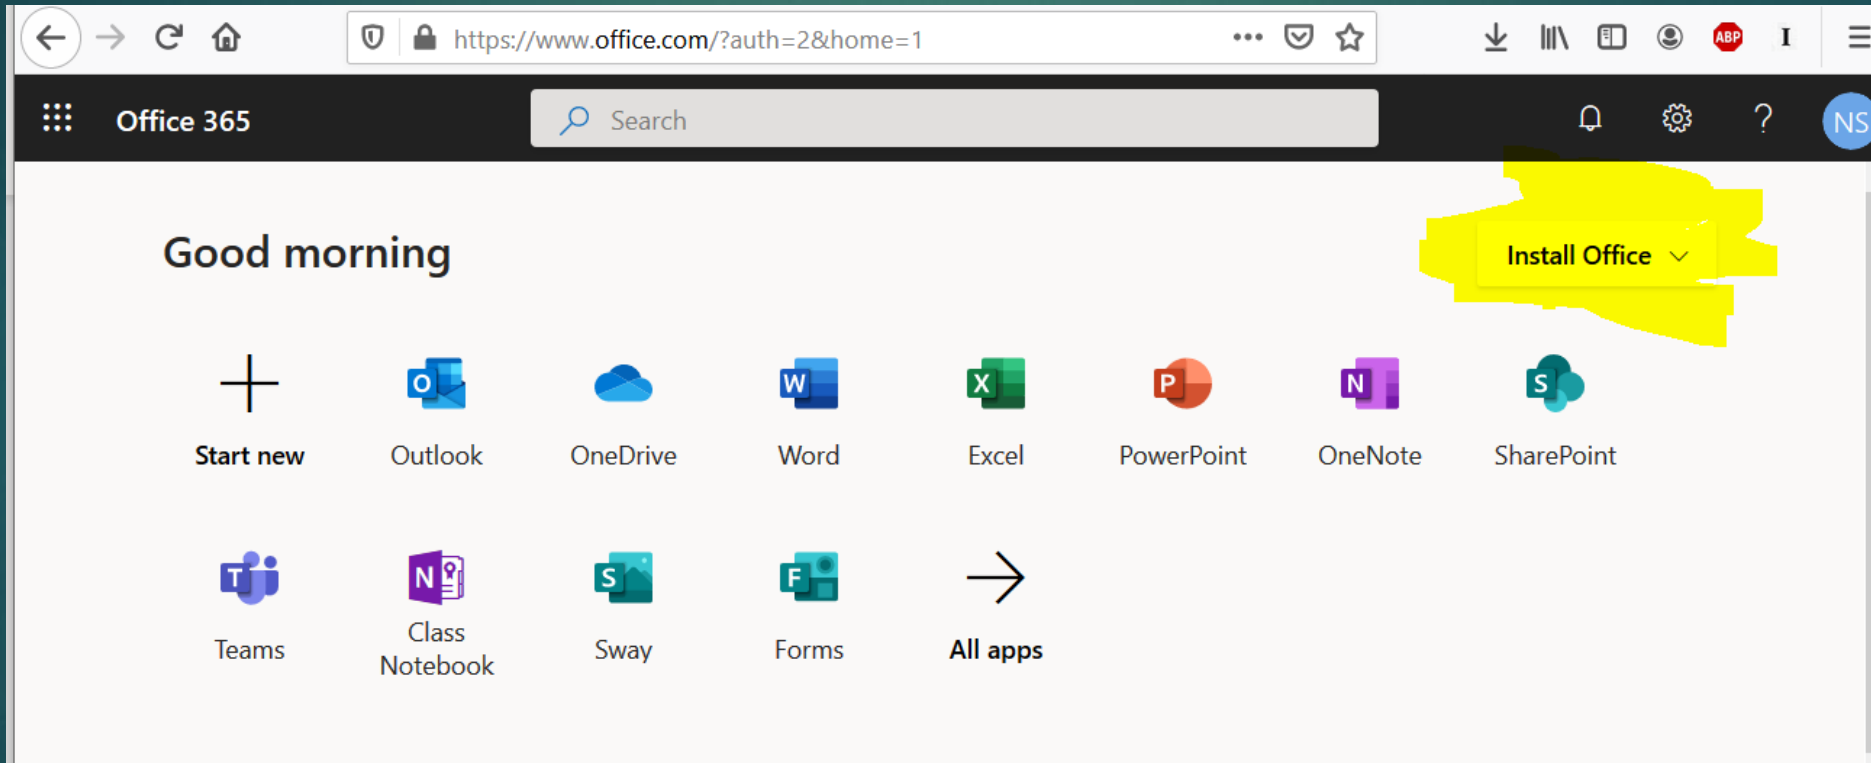 https://www.office.com/?auth=2&home=1
ABP
I
Office 365
Search
?
NS
Good morning
Install Office
O
W
X
P
N
S
Start new
Outlook
OneDrive
Word
Excel
PowerPoint
OneNote
SharePoint
T
N
S
F
Teams
Class
Notebook
Sway
Forms
All apps